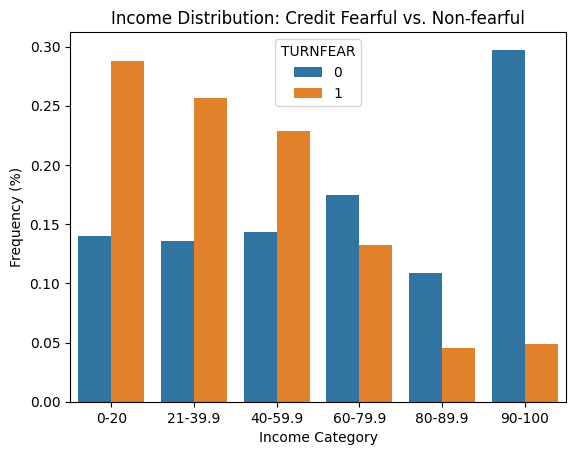 Income Distribution: Credit Fearful vs. Non-fearful
TURNFEAR
0
1
Frequency (%)
0.30
0.25
0.20
0.15
0.10
0.05
0.00
0-20 21-39.9 40-59.9 60-79.9 80-89.9 90-100
Income Category